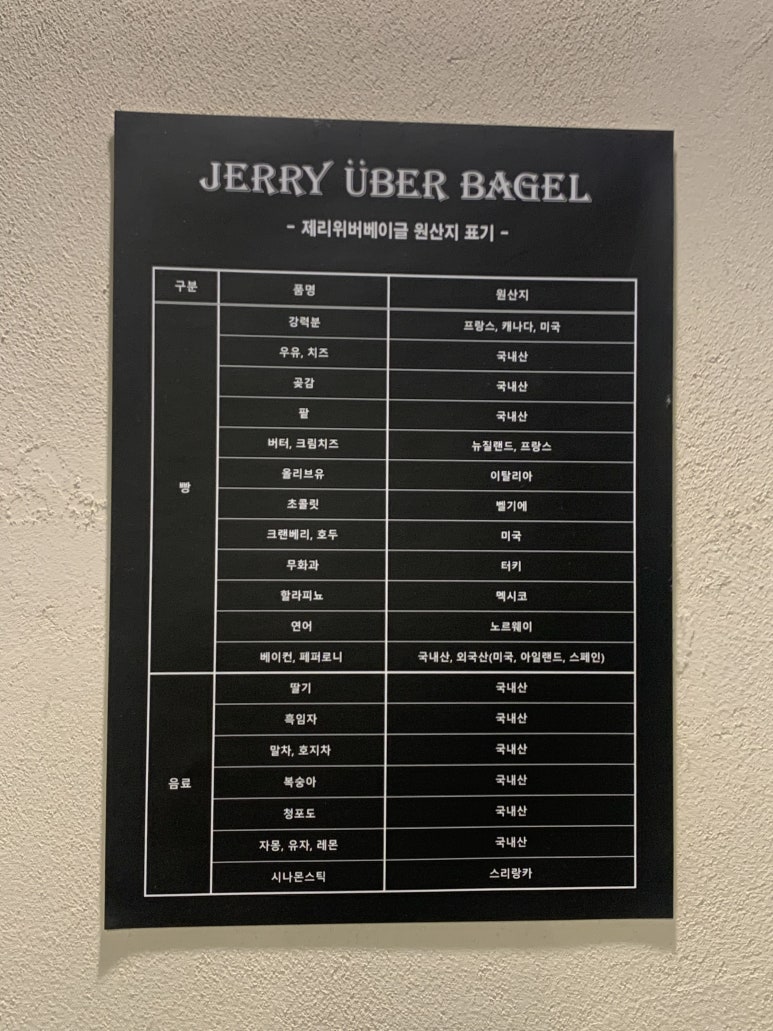 JERRY ÜBER BAGEL
- 제리위버베이글 원산지 표기 -
구분 품명 원산지
빵
강력분 프랑스, 캐나다, 미국
우유, 치즈 국내산
곶감 국내산
팥 국내산
버터, 크림치즈 뉴질랜드, 프랑스
올리브유 이탈리아
초콜릿 벨기에
크랜베리, 호두 미국
무화과 터키
할라피뇨 멕시코
연어 노르웨이
베이컨, 페퍼로니 국내산, 외국산(미국, 아일랜드, 스페인)
음료
딸기 국내산
흑임자 국내산
말차, 호지차 국내산
복숭아 국내산
청포도 국내산
자몽, 유자, 레몬 국내산
시나몬스틱 스리랑카